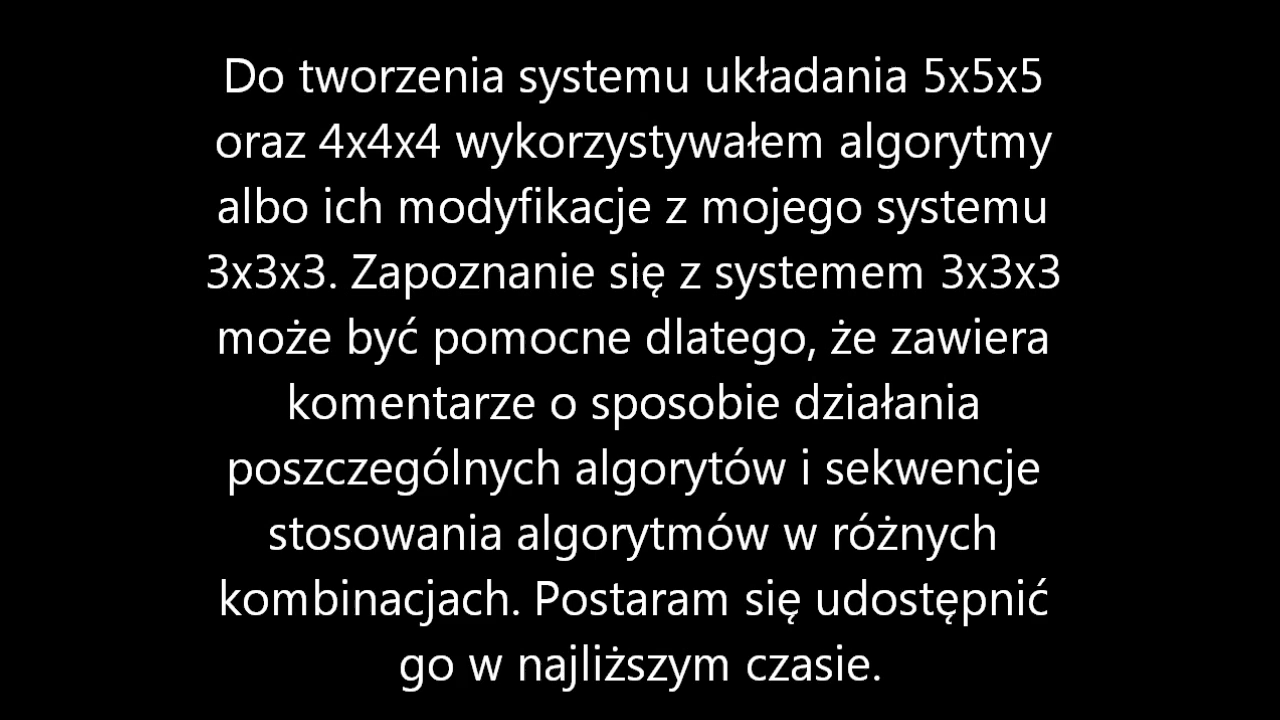 Do tworzenia systemu układania 5x5x5
oraz 4x4x4 wykorzystywałem algorytmy
albo ich modyfikacje z mojego systemu
3x3x3. Zapoznanie się z systemem 3x3x3
może być pomocne dlatego, że zawiera
komentarze o sposobie działania
poszczególnych algorytów i sekwencje
stosowania algorytmów w różnych
kombinacjach. Postaram się udostępnić
go w najliższym czasie.